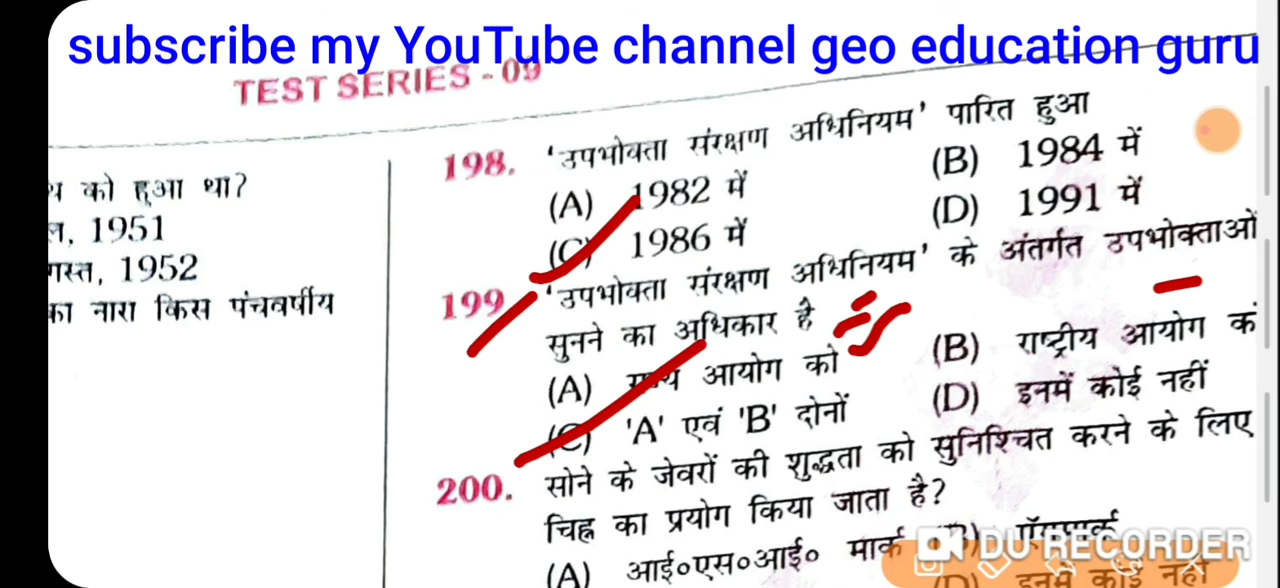 subscribe my YouTube channel geo education guru
TEST SERIES - 09
को हुआ था?
1951
1952
का नारा किस पंचवर्षीय
198. 'उपभोक्ता संरक्षण अधिनियम' पारित हुआ
(A) 1982 में (B) 1984 में
(C) 1986 में (D) 1991 में
199 'उपभोक्ता संरक्षण अधिनियम' के अंतर्गत उपभोक्ताओं
सुनने का अधिकार है
(A) राज्य आयोग को (B) राष्ट्रीय आयोग
(C) 'A' एवं 'B' दोनों (D) इनमें कोई नहीं
200. सोने के जेवरों की शुद्धता को सुनिश्चित करने के लिए
चिह्न का प्रयोग किया जाता है?
(A) आई०एस०आई० मार्क (B) एगमार्क
(D) इनमें कोई नहीं
DU RECORDER